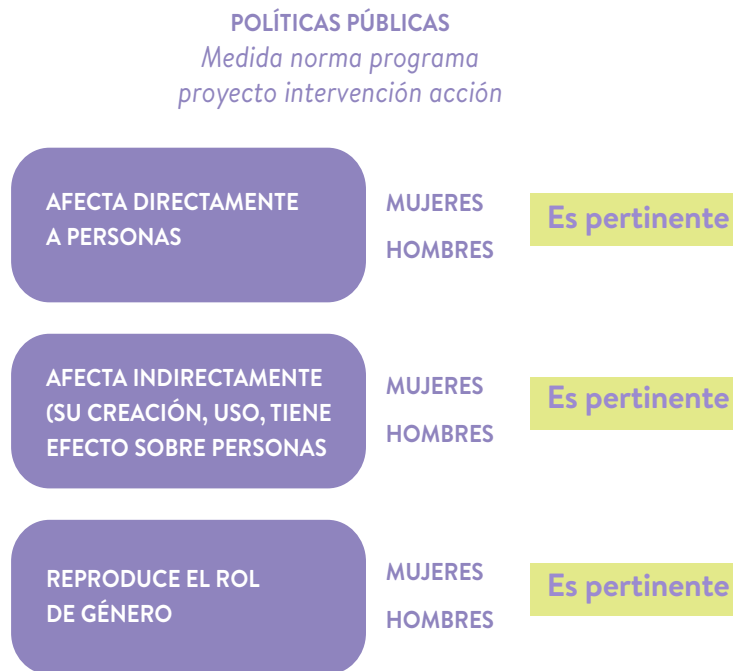 POLÍTICAS PÚBLICAS
Medida norma programa
proyecto intervención acción
AFECTA DIRECTAMENTE
A PERSONAS
MUJERES
HOMBRES
Es pertinente
AFECTA INDIRECTAMENTE
(SU CREACIÓN, USO, TIENE
EFECTO SOBRE PERSONAS
MUJERES
HOMBRES
Es pertinente
REPRODUCE EL ROL
DE GÉNERO
MUJERES
HOMBRES
Es pertinente